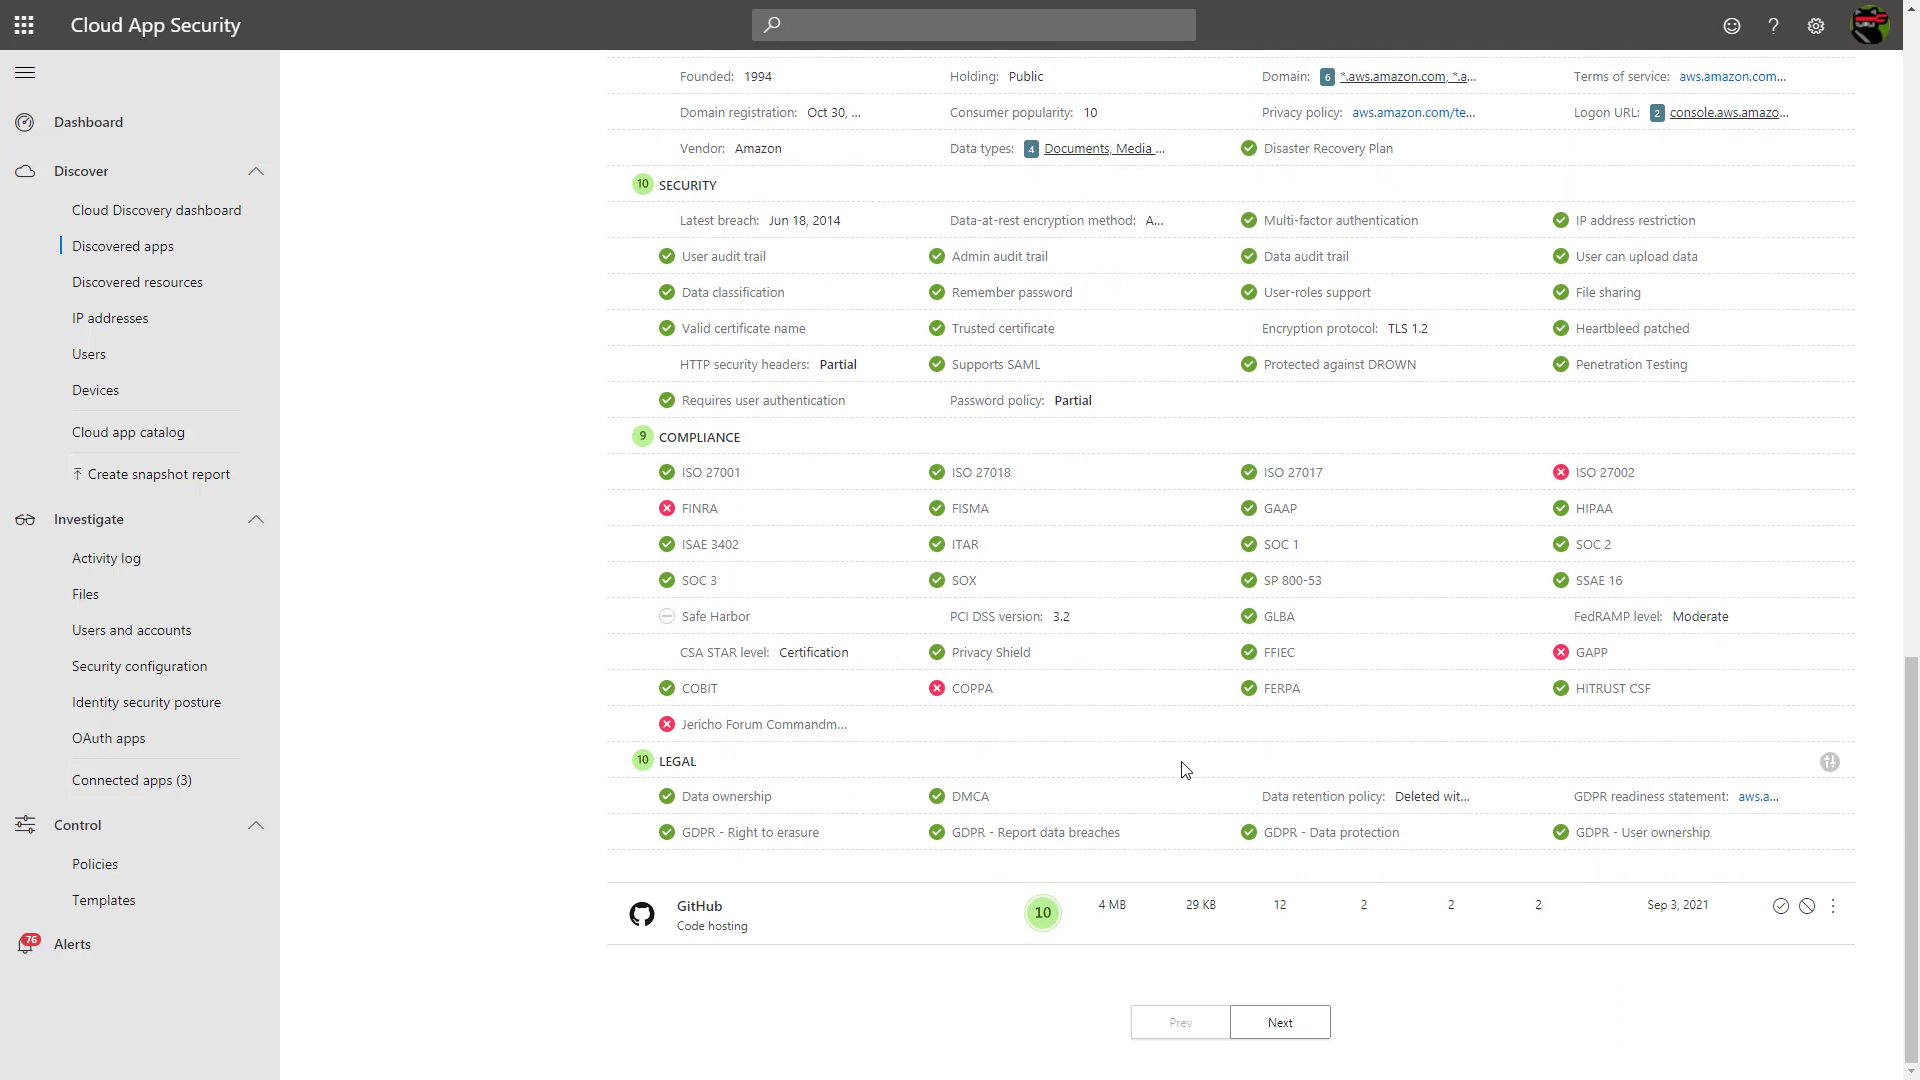 Cloud App Security
Dashboard
Discover
Cloud Discovery dashboard
Discovered apps
Discovered resources
IP addresses
Users
Devices
Cloud app catalog
Create snapshot report
Investigate
Activity log
Files
Users and accounts
Security configuration
Identity security posture
OAuth apps
Connected apps (3)
Control
Policies
Templates
76 Alerts
Founded: 1994 Holding: Public Domain: 6 *.aws.amazon.com, *.a... Terms of service: aws.amazon.com...
Domain registration: Oct 30, ... Consumer popularity: 10 Privacy policy: aws.amazon.com/te... Logon URL: 2 console.aws.amazo...
Vendor: Amazon Data types: 4 Documents, Media ... Disaster Recovery Plan
10 SECURITY
Latest breach: Jun 18, 2014 Data-at-rest encryption method: A... Multi-factor authentication IP address restriction
User audit trail Admin audit trail Data audit trail User can upload data
Data classification Remember password User-roles support File sharing
Valid certificate name Trusted certificate Encryption protocol: TLS 1.2 Heartbleed patched
HTTP security headers: Partial Supports SAML Protected against DROWN Penetration Testing
Requires user authentication Password policy: Partial
9 COMPLIANCE
ISO 27001 ISO 27018 ISO 27017 ISO 27002
FINRA FISMA GAAP HIPAA
ISAE 3402 ITAR SOC 1 SOC 2
SOC 3 SOX SP 800-53 SSAE 16
Safe Harbor PCI DSS version: 3.2 GLBA FedRAMP level: Moderate
CSA STAR level: Certification Privacy Shield FFIEC GAPP
COBIT COPPA FERPA HITRUST CSF
Jericho Forum Commandm...
10 LEGAL
Data ownership DMCA Data retention policy: Deleted wit... GDPR readiness statement: aws.a...
GDPR - Right to erasure GDPR - Report data breaches GDPR - Data protection GDPR - User ownership
GitHub 10 4 MB 29 KB 12 2 2 2 Sep 3, 2021
Code hosting
Prev Next